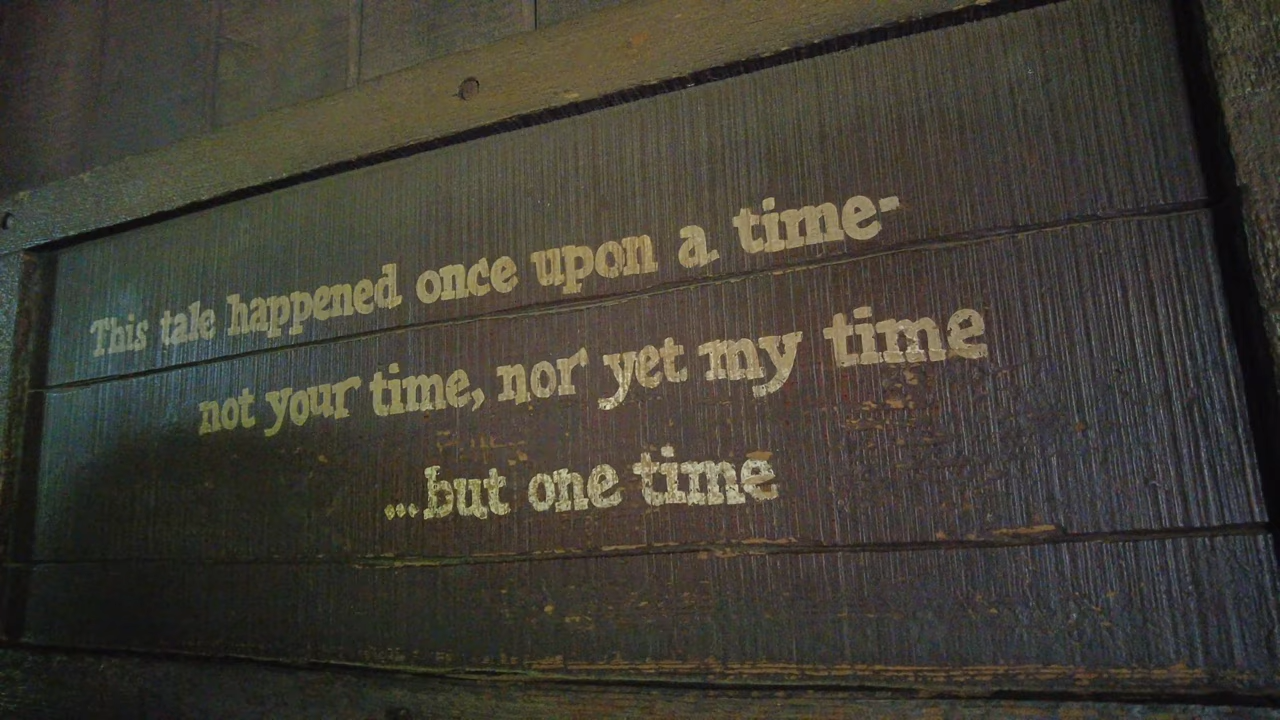 This tale happened once upon a time-
not your time, nor yet my time
...but one time